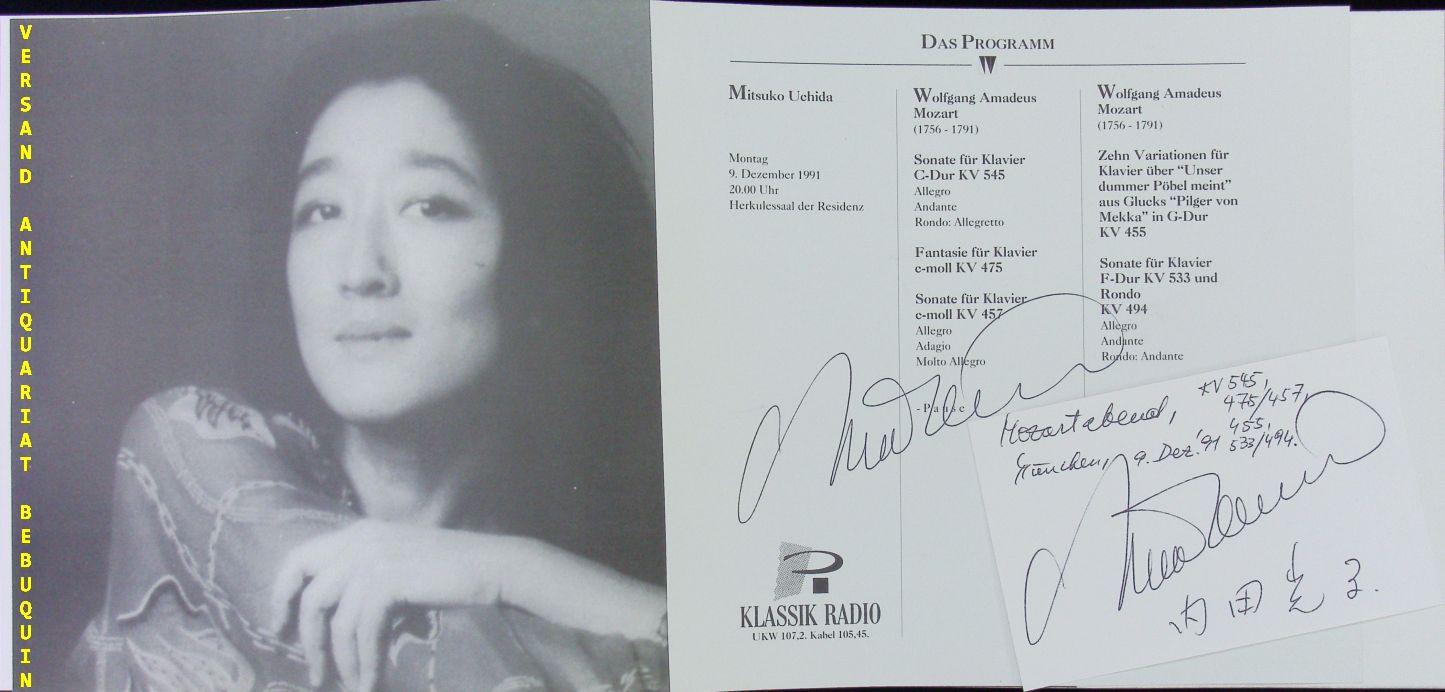 VERSAND ANTIQUARIAT BEBUQUIN
DAS PROGRAMM
Mitsuko Uchida
Montag
9. Dezember 1991
20.00 Uhr
Herkulessaal der Residenz
Wolfgang Amadeus
Mozart
(1756 - 1791)
Sonate für Klavier
C-Dur KV 545
Allegro
Andante
Rondo: Allegretto
Fantasie für Klavier
c-moll KV 475
Sonate für Klavier
c-moll KV 457
Allegro
Adagio
Molto Allegro
- Pause
Wolfgang Amadeus
Mozart
(1756 - 1791)
Zehn Variationen für
Klavier über “Unser
dummer Pöbel meint”
aus Glucks “Pilger von
Mekka” in G-Dur
KV 455
Sonate für Klavier
F-Dur KV 533 und
Rondo
KV 494
Allegro
Andante
Rondo: Andante
KLASSIK RADIO
UKW 107,2. Kabel 105,45.
Mozartabend,
München, 9. Dez.'91
KV 545,
475/457,
455,
533/494.
内田光子.